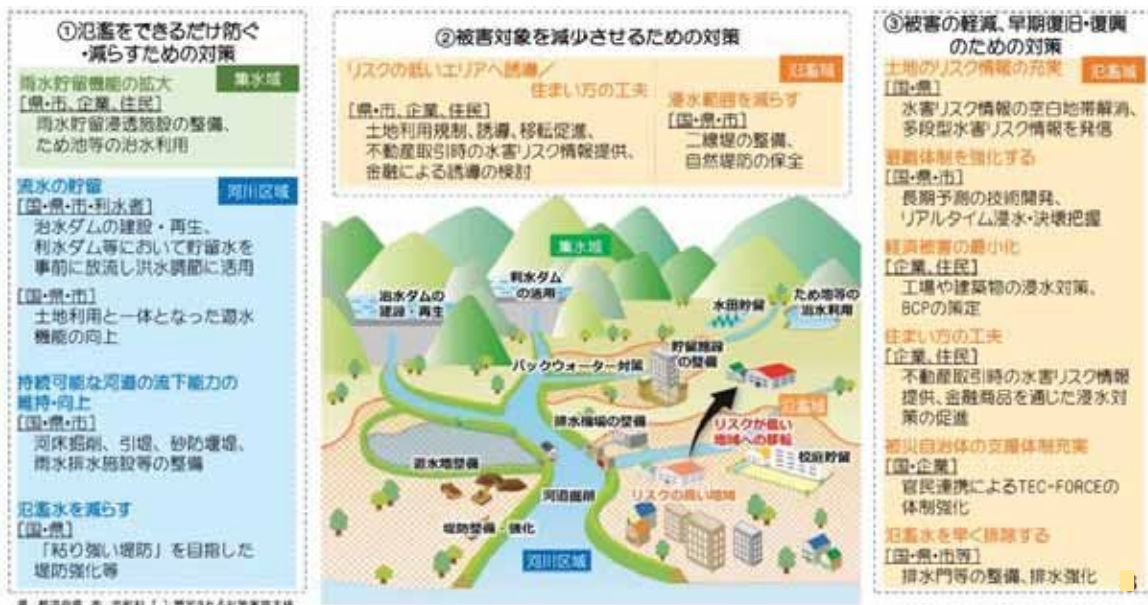 ①氾濫をできるだけ防ぐ
・減らすための対策
雨水貯留機能の拡大
集水域
[県・市、企業、住民]
雨水貯留浸透施設の整備、
ため池等の治水利用
流水の貯留
河川区域
[国・県・市・利水者]
治水ダムの建設・再生、
利水ダム等において貯留水を
事前に放流し洪水調節に活用
[国・県・市]
土地利用と一体となった遊水
機能の向上
持続可能な河道の流下能力の
維持・向上
[国・県・市]
河床掘削、引堤、砂防堰堤、
雨水排水施設等の整備
氾濫水を減らす
[国・県]
「粘り強い堤防」を目指した
堤防強化等
②被害対象を減少させるための対策
リスクの低いエリアへ誘導／
住まい方の工夫
氾濫域
[県・市、企業、住民]
土地利用規制、誘導、移転促進、
不動産取引時の水害リスク情報提供、
金融による誘導の検討
浸水範囲を減らす
[国・県・市]
二線堤の整備、
自然堤防の保全
集水域
治水ダムの
建設・再生
利水ダム
の活用
水田貯留
ため池等の
治水利用
バックウォーター対策
貯留施設
の整備
排水機場の整備
氾濫域
リスクが低い
地域への移転
遊水地整備
校庭貯留
河道掘削
リスクの高い地域
堤防整備・強化
河川区域
③被害の軽減、早期復旧・復興
のための対策
土地のリスク情報の充実
氾濫域
[国・県]
水害リスク情報の空白地帯解消、
多段型水害リスク情報を発信
避難体制を強化する
[国・県・市]
長期予測の技術開発、
リアルタイム浸水・決壊把握
経済被害の最小化
[企業、住民]
工場や建築物の浸水対策、
BCPの策定
住まい方の工夫
[企業、住民]
不動産取引時の水害リスク情報
提供、金融商品を通じた浸水対
策の促進
被災自治体の支援体制充実
[国・企業]
官民連携によるTEC-FORCEの
体制強化
氾濫水を早く排除する
[国・県・市等]
排水門等の整備、排水強化